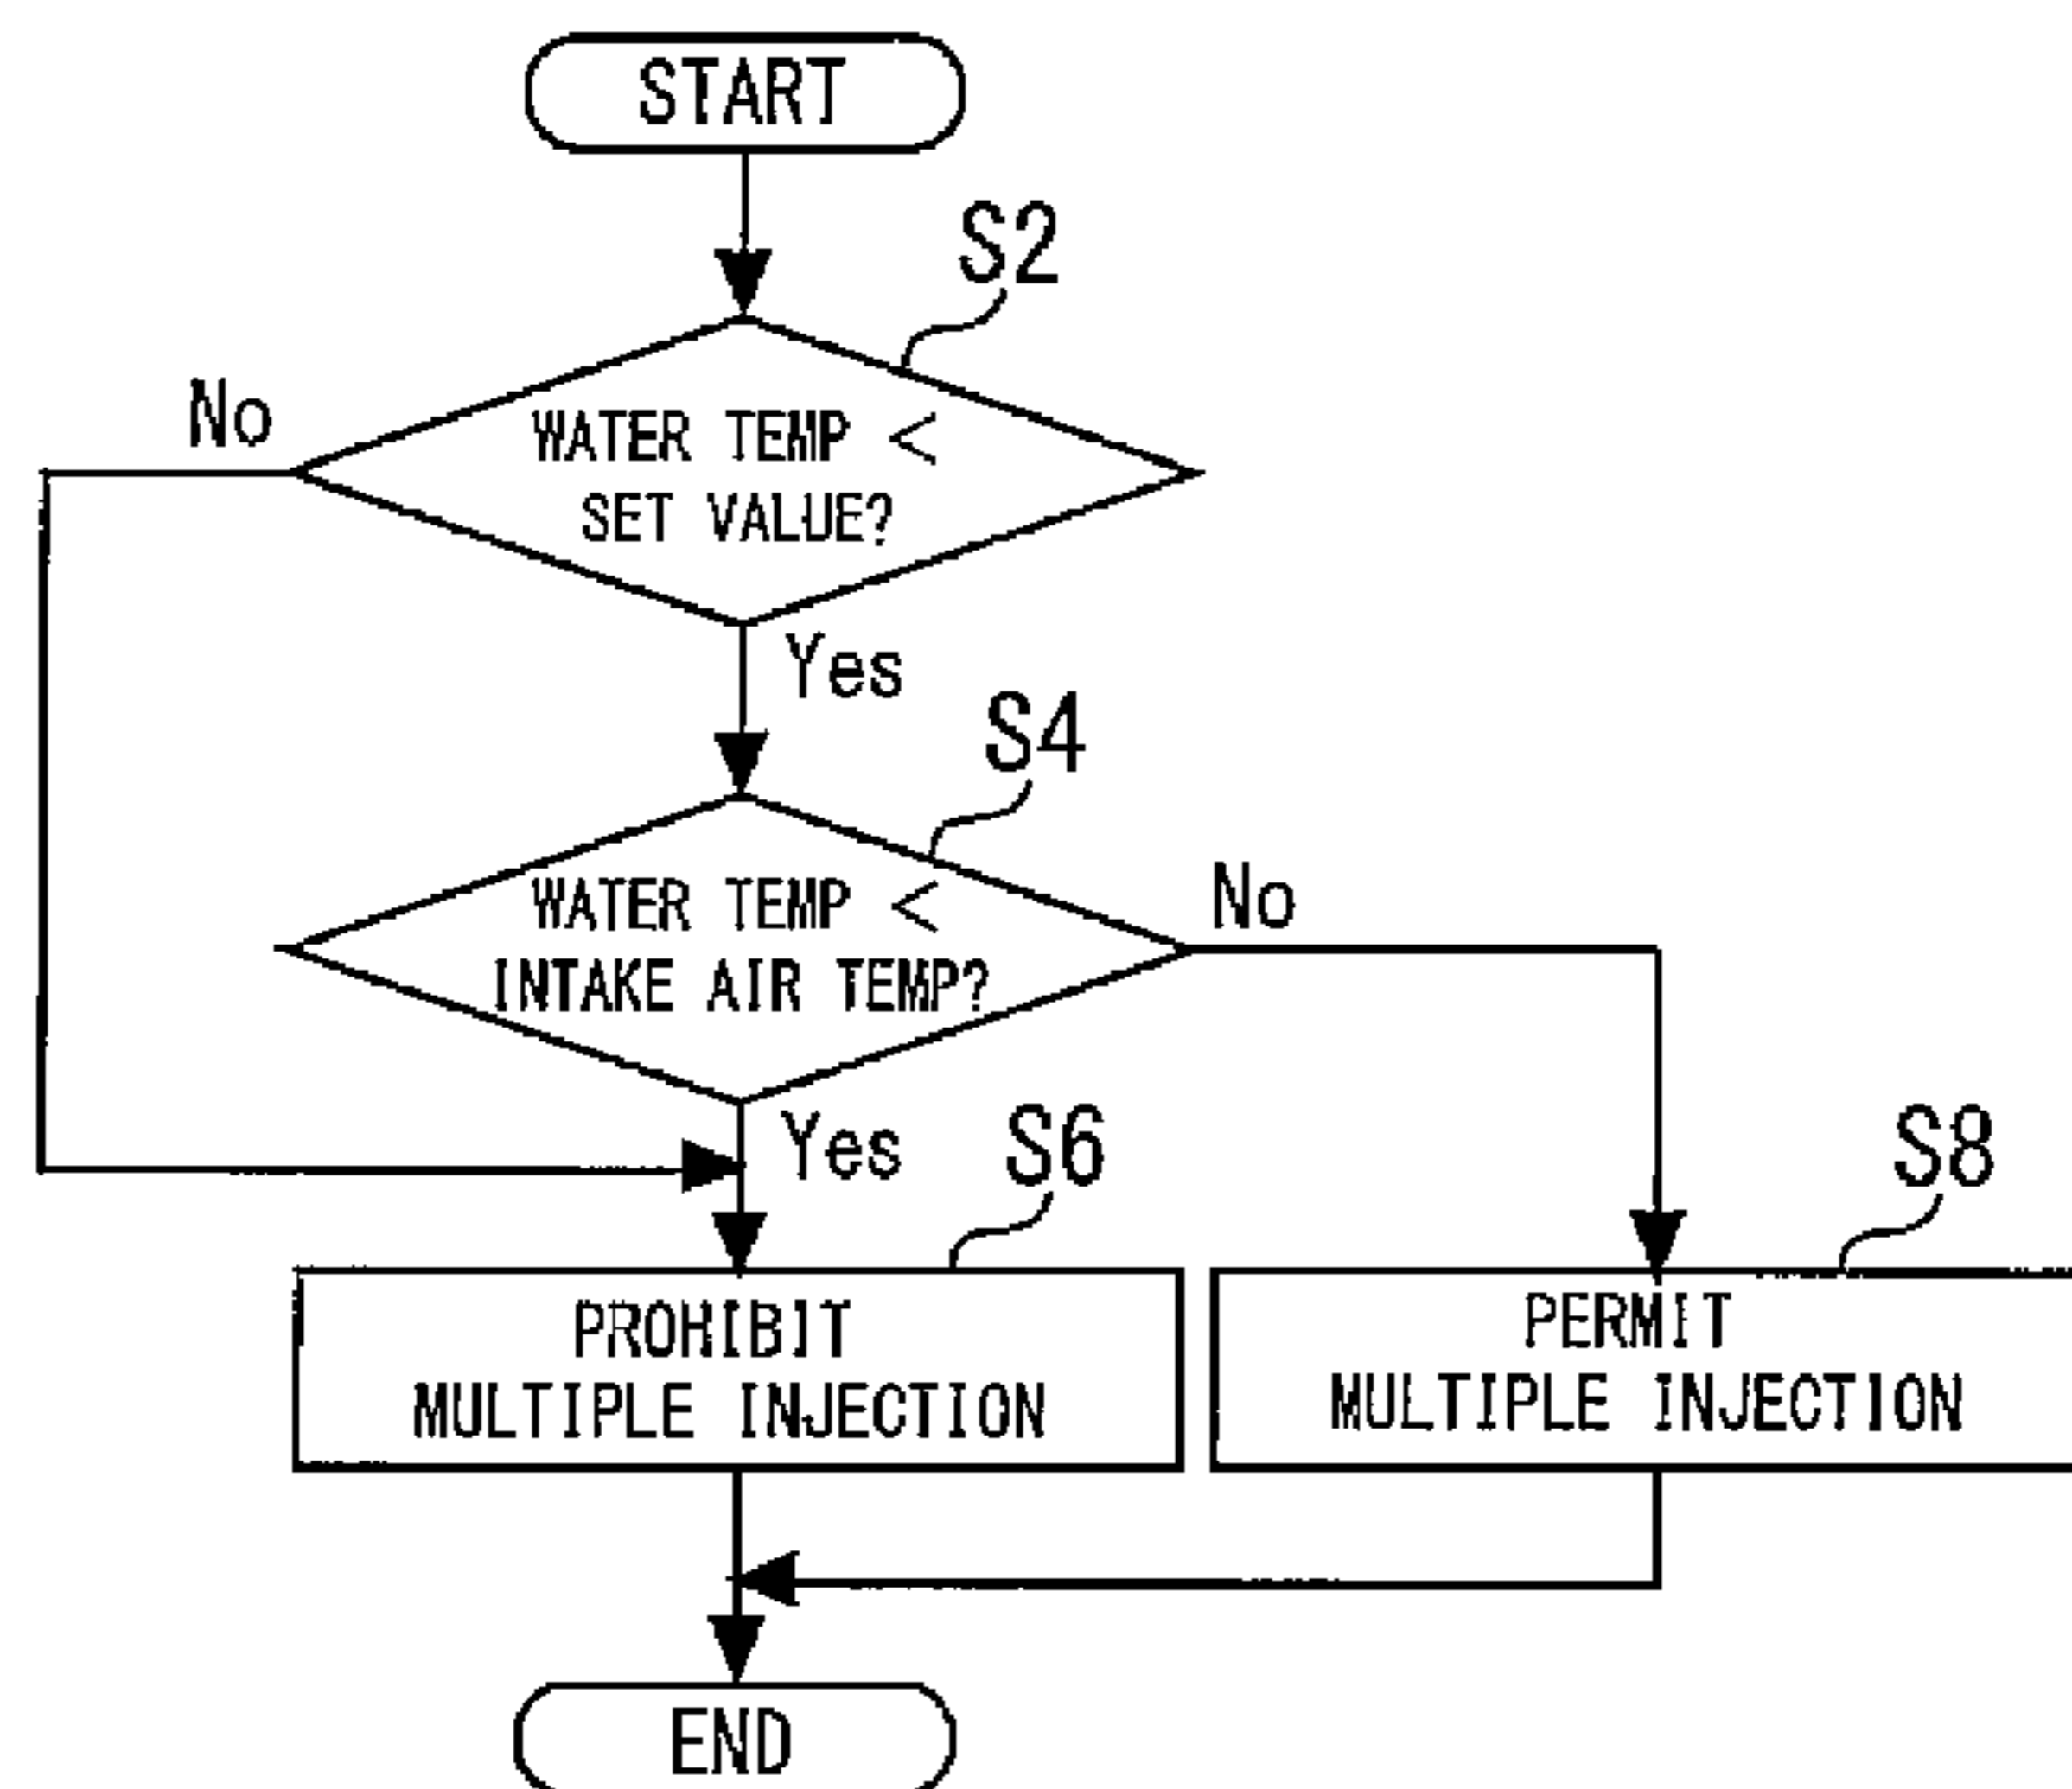 START
S2
No
WATER TEMP <
SET VALUE?
Yes
S4
WATER TEMP <
INTAKE AIR TEMP?
No
Yes
S6
S8
PROHIBIT
MULTIPLE INJECTION
PERMIT
MULTIPLE INJECTION
END